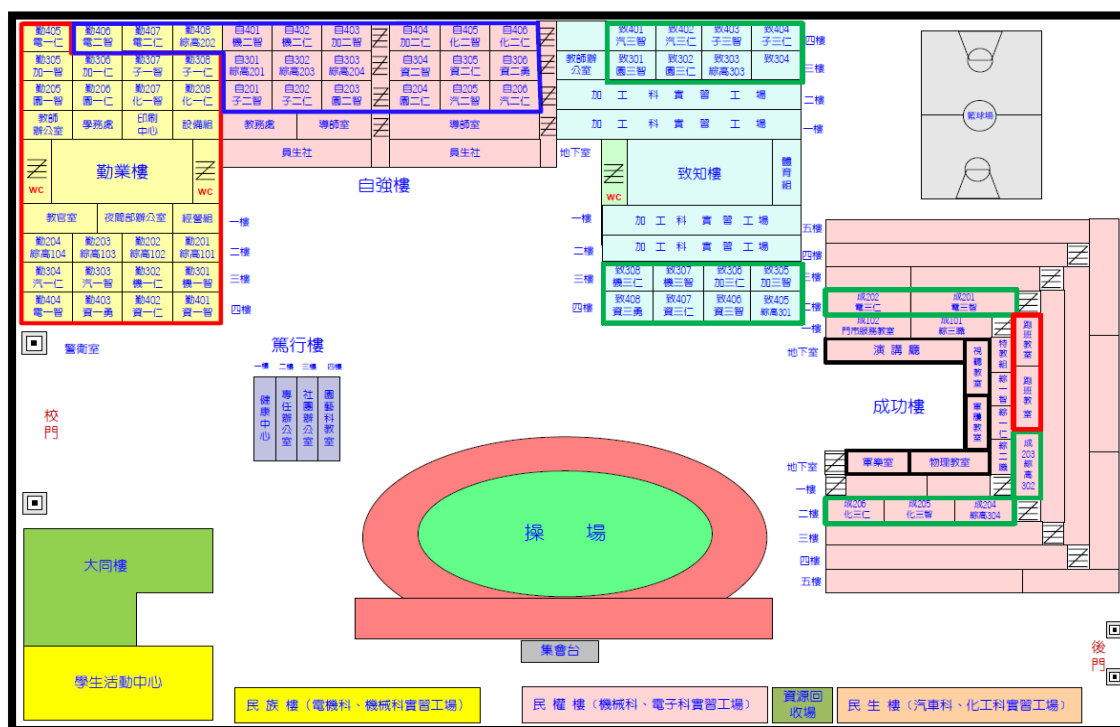 勤405
電一仁
勤406
電二智
勤407
電二仁
勤408
綜高202
自401
機二智
自402
機二仁
自403
加二智
自404
加二仁
自405
化二智
自406
化二仁
致401
汽三智
致402
汽三仁
致403
子三智
致404
子三仁
四樓
勤305
加一智
勤306
加一仁
勤307
子一智
勤308
子一仁
自301
綜高201
自302
綜高203
自303
綜高204
自304
資二智
自305
資二仁
自306
資二勇
教師辦
公室
致301
園三智
致302
園三仁
致303
綜高303
致304
三樓
勤205
園一智
勤206
園一仁
勤207
化一智
勤208
化一仁
自201
子二智
自202
子二仁
自203
園二智
自204
園二仁
自205
汽二智
自206
汽二仁
加工科實習工場
二樓
教師
辦公室
學務處
印刷
中心
設備組
教務處
導師室
導師室
加工科實習工場
一樓
WC
勤業樓
WC
員生社
員生社
地下室
自強樓
WC
致知樓
體育組
籃球場
教官室
夜間部辦公室
經營組
一樓
勤204
綜高104
勤203
綜高103
勤202
綜高102
勤201
綜高101
二樓
勤304
汽一仁
勤303
汽一智
勤302
機一仁
勤301
機一智
三樓
勤404
電一智
勤403
資一勇
勤402
資一仁
勤401
資一智
四樓
一樓
加工科實習工場
二樓
加工科實習工場
三樓
致308
機三仁
致307
機三智
致306
加三仁
致305
加三智
四樓
致408
資三勇
致407
資三仁
致406
資三智
致405
綜高301
五樓
四樓
三樓
二樓
成202
電三仁
成201
電三智
一樓
成102
門市服務教室
成101
綜三職
地下室
演講廳
視聽教室
軍護教室
特教組
綜一智
綜一仁
綜二職
跑班教室
跑班教室
成203
綜高302
成功樓
地下室
軍樂室
物理教室
一樓
二樓
成206
化三仁
成205
化三智
成204
綜高304
三樓
四樓
五樓
警衛室
校門
篤行樓
一樓
二樓
三樓
四樓
健康中心
專任辦公室
社團辦公室
園藝科教室
操場
集會台
大同樓
學生活動中心
後門
民族樓(電機科、機械科實習工場)
民權樓(機械科、電子科實習工場)
資源回
收場
民生樓(汽車科、化工科實習工場)